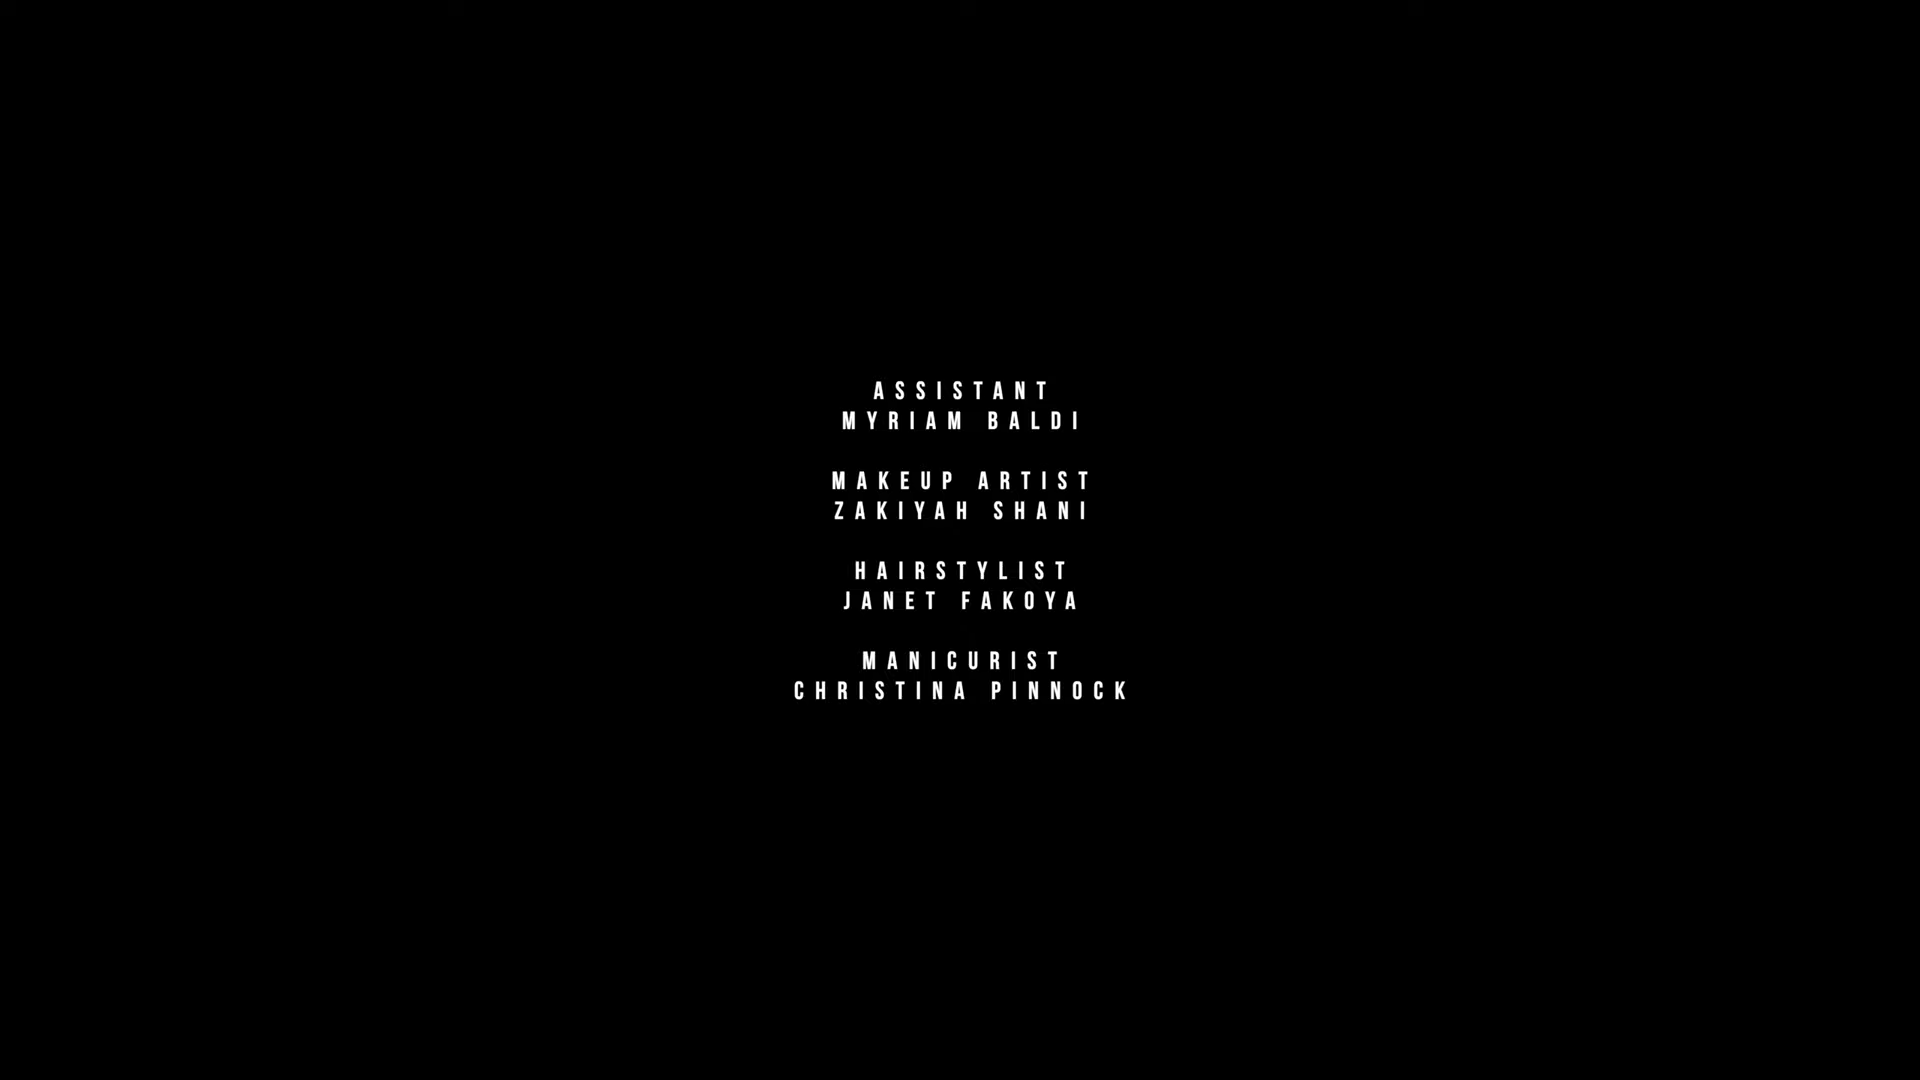 ASSISTANT
MYRIAM BALDI
MAKEUP ARTIST
ZAKIYAH SHANI
HAIRSTYLIST
JANET FAKOYA
MANICURIST
CHRISTINA PINNOCK